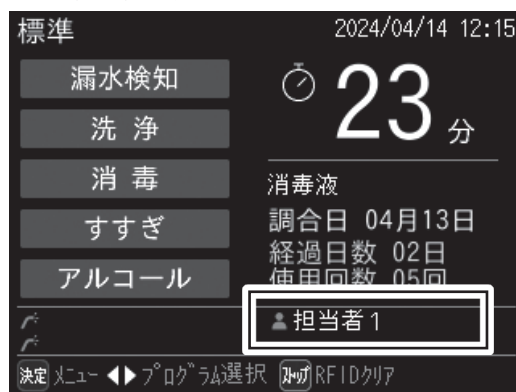 標準 2024/04/14 12:15
漏水検知
洗 浄
消 毒
すすぎ
アルコール
23分
消毒液
調合日 04月13日
経過日数 02日
使用回数 05回
担当者1
決定 メニュー ◀▶ プログラム選択 ストップ RFIDクリア